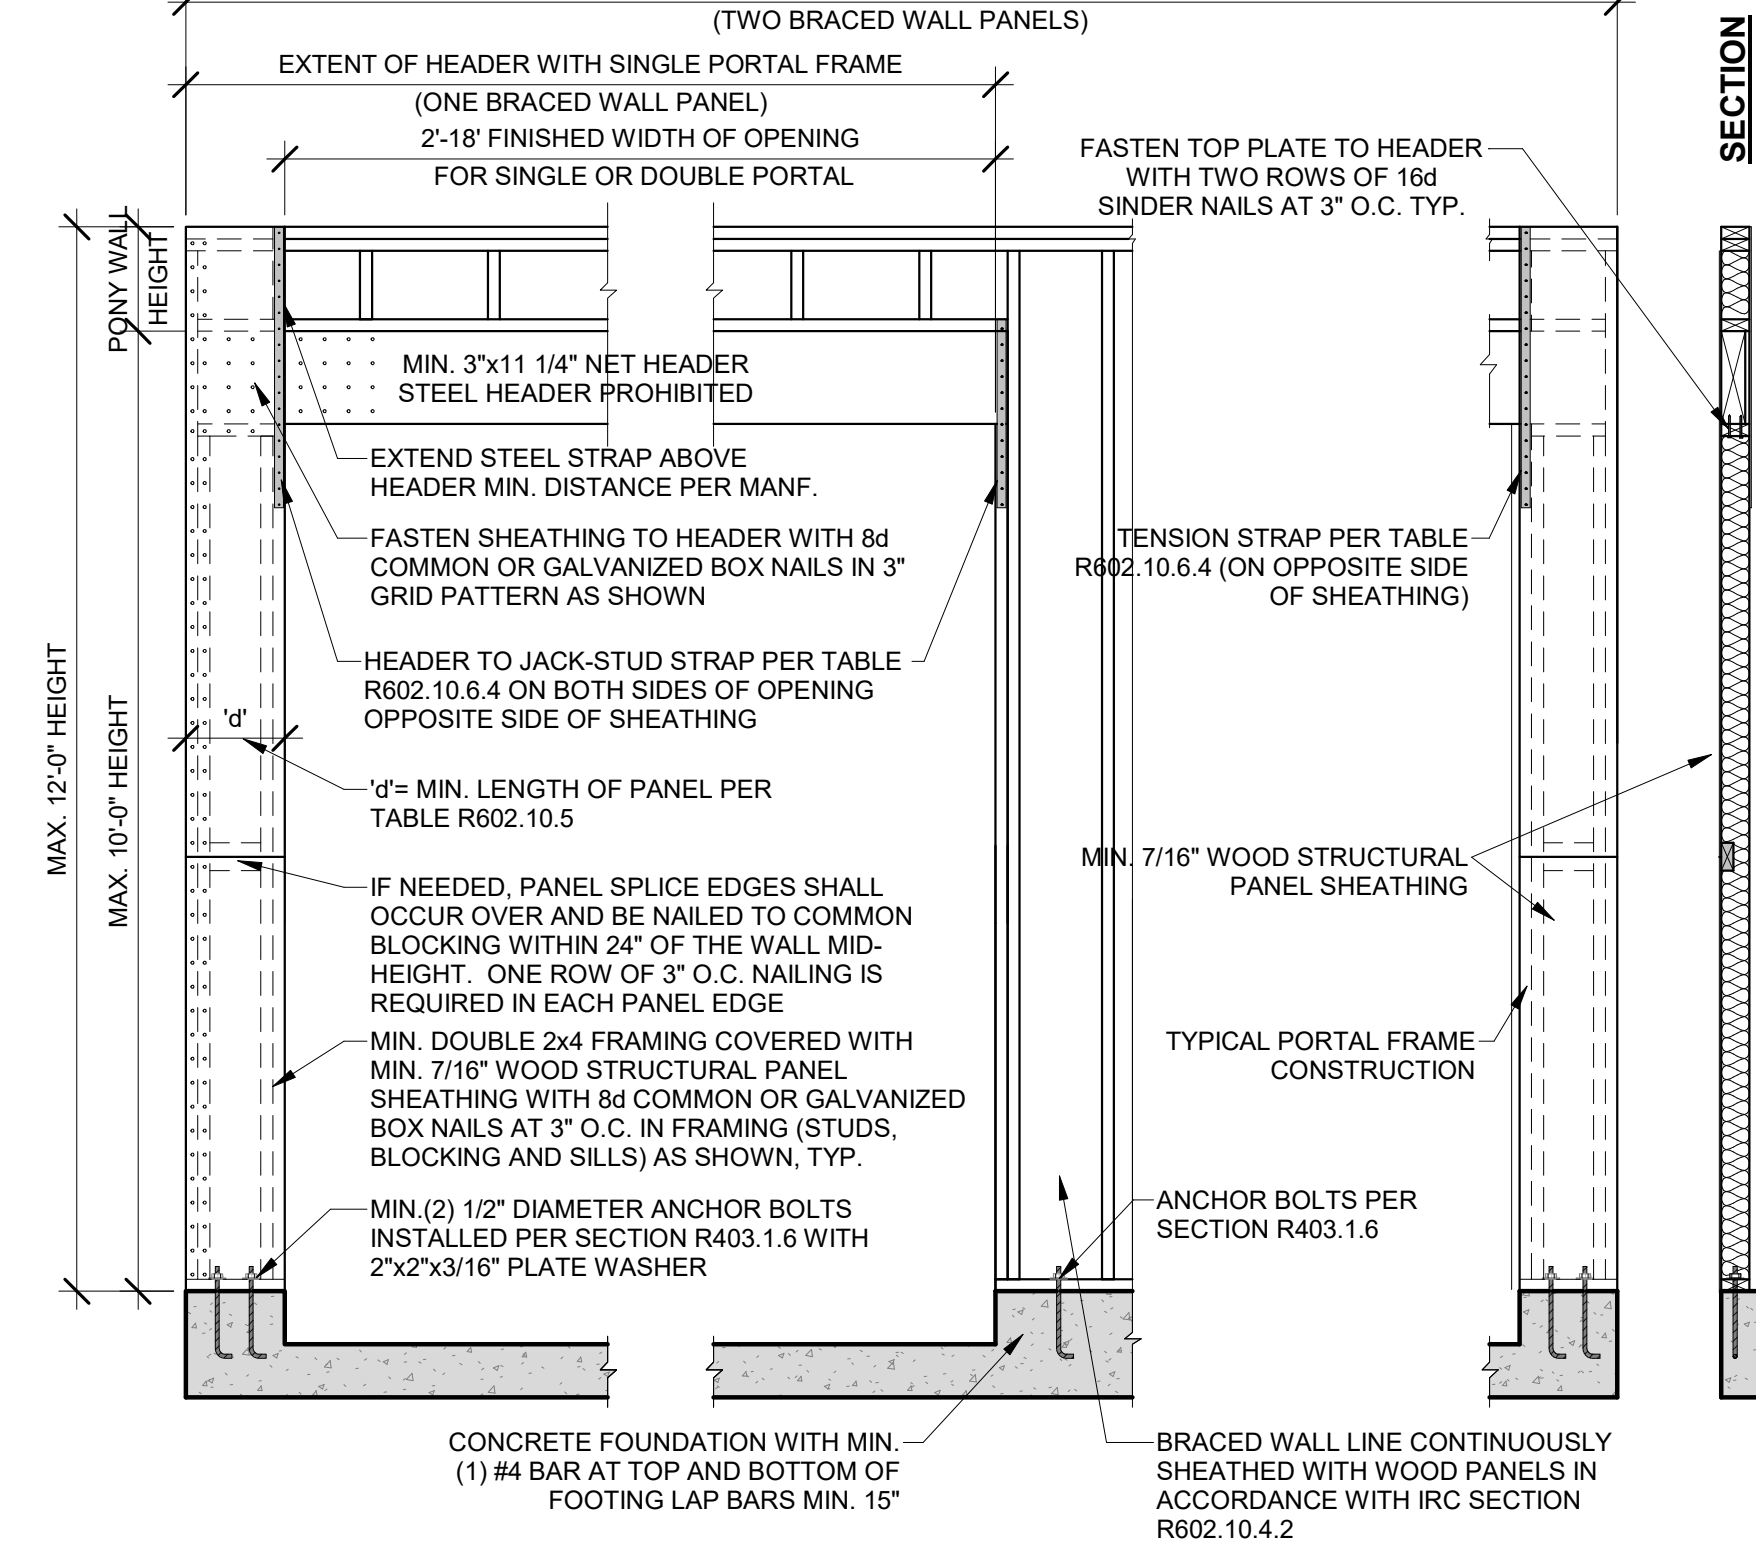 (TWO BRACED WALL PANELS)
EXTENT OF HEADER WITH SINGLE PORTAL FRAME
(ONE BRACED WALL PANEL)
2'-18' FINISHED WIDTH OF OPENING
FOR SINGLE OR DOUBLE PORTAL
SECTION
FASTEN TOP PLATE TO HEADER
WITH TWO ROWS OF 16d
SINDER NAILS AT 3" O.C. TYP.
PONY WALL
HEIGHT
MIN. 3"x11 1/4" NET HEADER
STEEL HEADER PROHIBITED
EXTEND STEEL STRAP ABOVE
HEADER MIN. DISTANCE PER MANF.
FASTEN SHEATHING TO HEADER WITH 8d
COMMON OR GALVANIZED BOX NAILS IN 3"
GRID PATTERN AS SHOWN
TENSION STRAP PER TABLE
R602.10.6.4 (ON OPPOSITE SIDE
OF SHEATHING)
HEADER TO JACK-STUD STRAP PER TABLE
R602.10.6.4 ON BOTH SIDES OF OPENING
OPPOSITE SIDE OF SHEATHING
MAX. 12'-0" HEIGHT
MAX. 10'-0" HEIGHT
'd'
'd'= MIN. LENGTH OF PANEL PER
TABLE R602.10.5
MIN. 7/16" WOOD STRUCTURAL
PANEL SHEATHING
IF NEEDED, PANEL SPLICE EDGES SHALL
OCCUR OVER AND BE NAILED TO COMMON
BLOCKING WITHIN 24" OF THE WALL MID-
HEIGHT.  ONE ROW OF 3" O.C. NAILING IS
REQUIRED IN EACH PANEL EDGE
MIN. DOUBLE 2x4 FRAMING COVERED WITH
MIN. 7/16" WOOD STRUCTURAL PANEL
SHEATHING WITH 8d COMMON OR GALVANIZED
BOX NAILS AT 3" O.C. IN FRAMING (STUDS,
BLOCKING AND SILLS) AS SHOWN, TYP.
TYPICAL PORTAL FRAME
CONSTRUCTION
MIN.(2) 1/2" DIAMETER ANCHOR BOLTS
INSTALLED PER SECTION R403.1.6 WITH
2"x2"x3/16" PLATE WASHER
ANCHOR BOLTS PER
SECTION R403.1.6
CONCRETE FOUNDATION WITH MIN.
(1) #4 BAR AT TOP AND BOTTOM OF
FOOTING LAP BARS MIN. 15"
BRACED WALL LINE CONTINUOUSLY
SHEATHED WITH WOOD PANELS IN
ACCORDANCE WITH IRC SECTION
R602.10.4.2